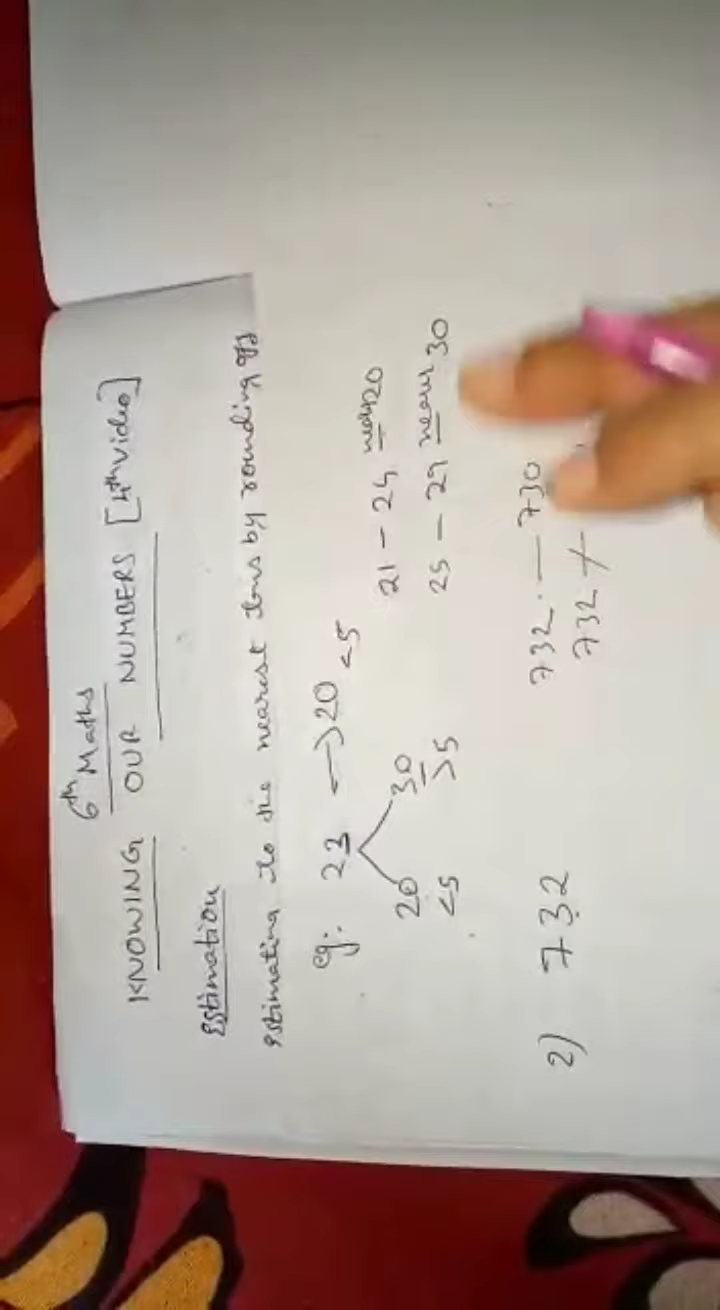 6th Maths
KNOWING OUR NUMBERS [4th video]
Estimation
estimating to the nearest tens by rounding off
eg: 23 → 20 <5
20 30
<5 >5
21 - 24 near 20
25 - 29 near 30
2) 732
732 - 730
732